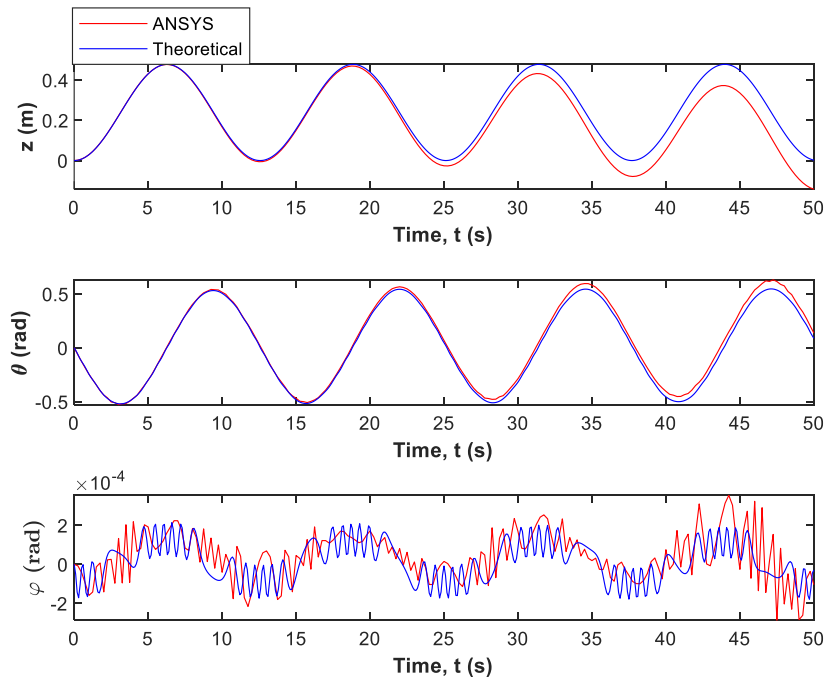 ANSYS
Theoretical
z (m)
0.4
0.2
0
0 5 10 15 20 25 30 35 40 45 50
Time, t (s)
θ (rad)
0.5
0
-0.5
0 5 10 15 20 25 30 35 40 45 50
Time, t (s)
×10⁻⁴
φ (rad)
2
0
-2
0 5 10 15 20 25 30 35 40 45 50
Time, t (s)